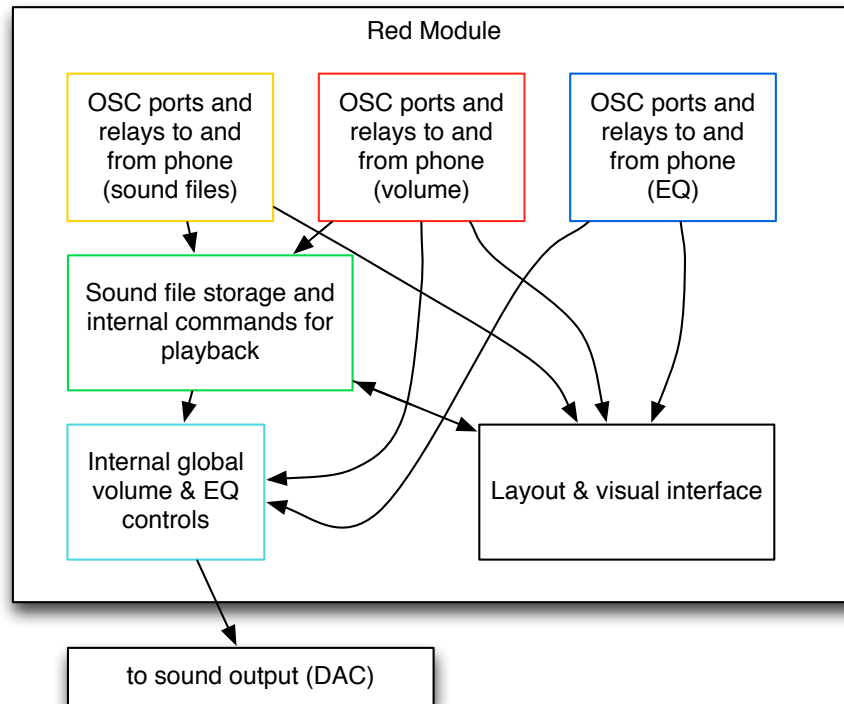 Red Module
OSC ports and
relays to and
from phone
(sound files)
OSC ports and
relays to and
from phone
(volume)
OSC ports and
relays to and
from phone
(EQ)
Sound file storage and
internal commands for
playback
Internal global
volume & EQ
controls
Layout & visual interface
to sound output (DAC)